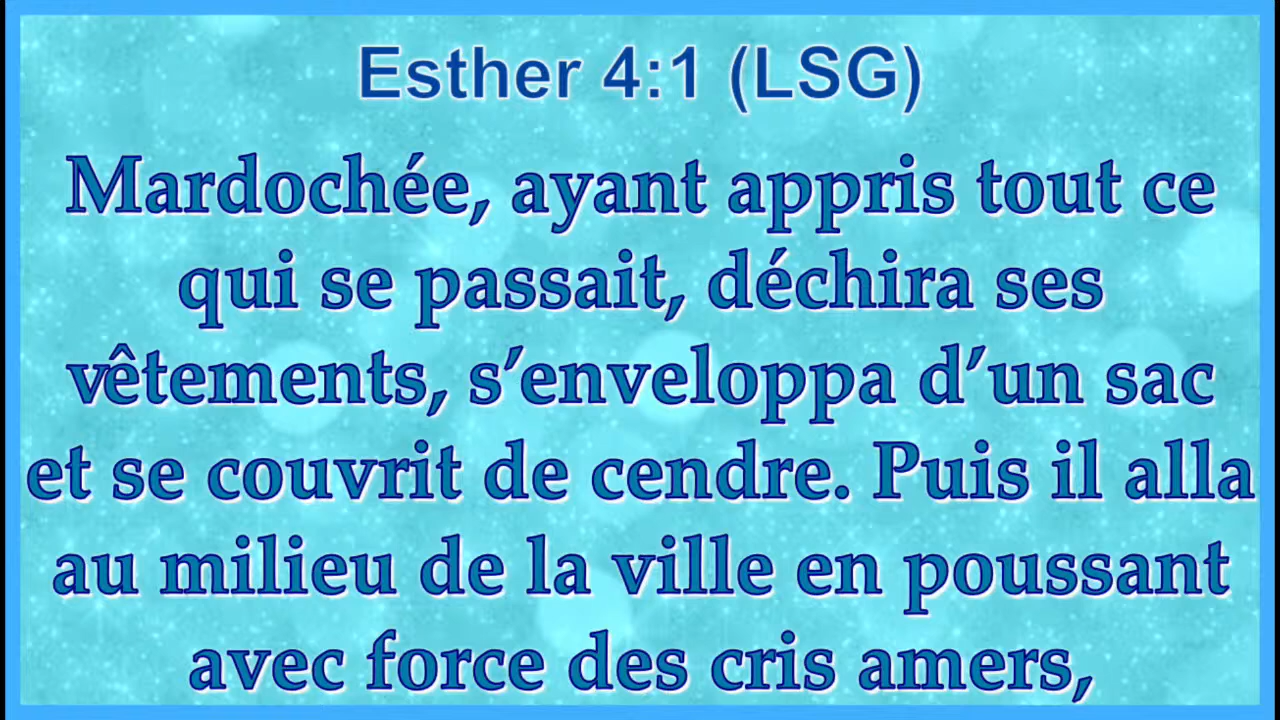 Esther 4:1 (LSG)
Mardochée, ayant appris tout ce
qui se passait, déchira ses
vêtements, s’enveloppa d’un sac
et se couvrit de cendre. Puis il alla
au milieu de la ville en poussant
avec force des cris amers,